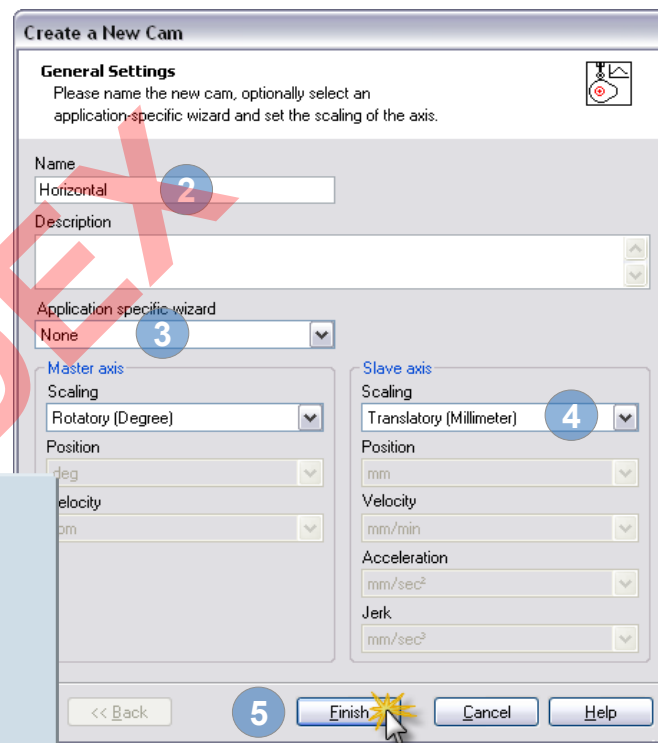 Create a New Cam
General Settings
Please name the new cam, optionally select an
application-specific wizard and set the scaling of the axis.
Name
Horizontal
2
Description
Application specific wizard
None
3
Master axis
Scaling
Rotatory (Degree)
Position
deg
Slave axis
Scaling
Translatory (Millimeter)
4
Position
mm
Velocity
mm/min
Acceleration
mm/sec²
Jerk
mm/sec³
<< Back
5
Finish
Cancel
Help